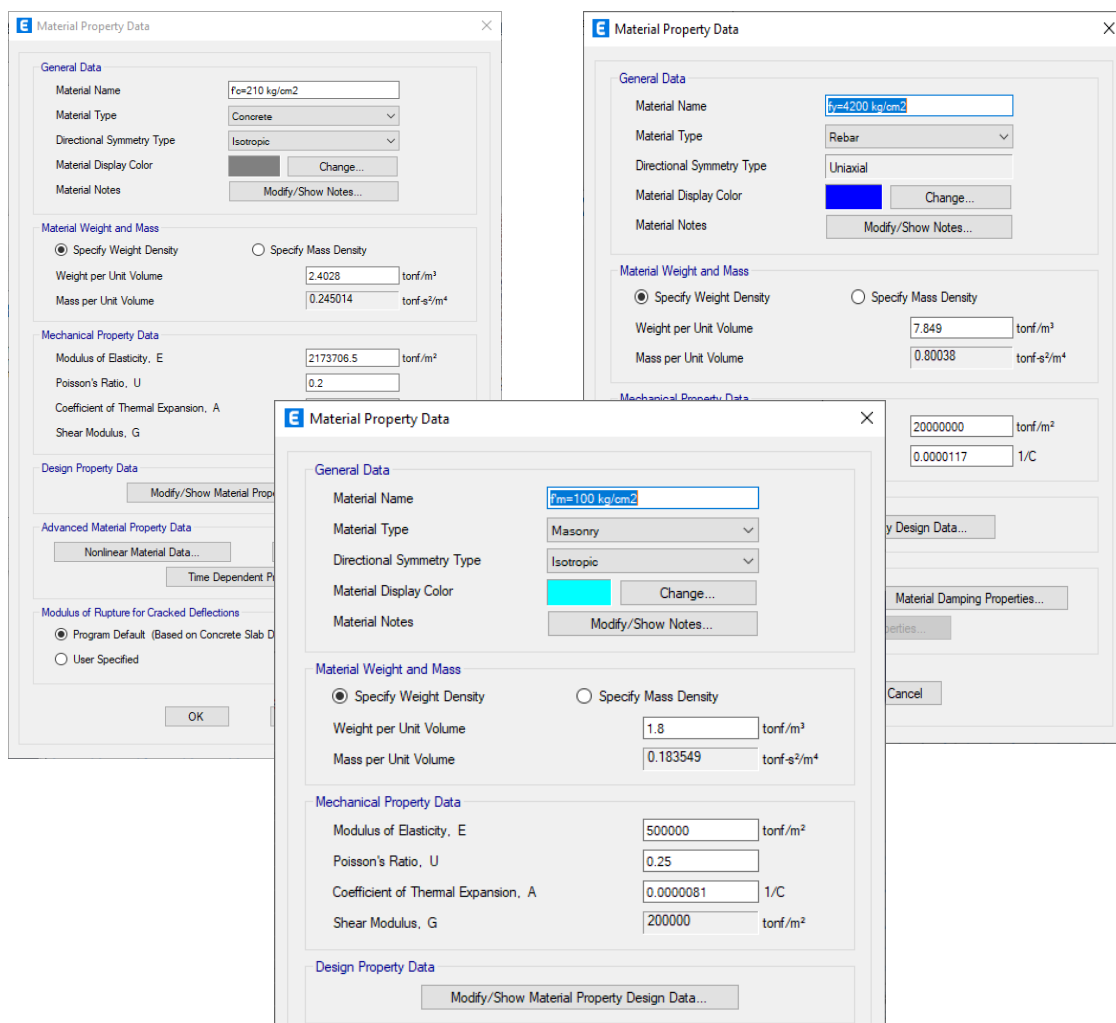 E Material Property Data
General Data
Material Name f'c=210 kg/cm2
Material Type Concrete
Directional Symmetry Type Isotropic
Material Display Color Change...
Material Notes Modify/Show Notes...
Material Weight and Mass
Specify Weight Density Specify Mass Density
Weight per Unit Volume 2.4028 tonf/m³
Mass per Unit Volume 0.245014 tonf-s²/m⁴
Mechanical Property Data
Modulus of Elasticity, E 2173706.5 tonf/m²
Poisson's Ratio, U 0.2
Coefficient of Thermal Expansion, A
Shear Modulus, G
Design Property Data
Modify/Show Material Prope
Advanced Material Property Data
Nonlinear Material Data...
Time Dependent Pr
Modulus of Rupture for Cracked Deflections
Program Default (Based on Concrete Slab D
User Specified
OK
E Material Property Data
General Data
Material Name fy=4200 kg/cm2
Material Type Rebar
Directional Symmetry Type Uniaxial
Material Display Color Change...
Material Notes Modify/Show Notes...
Material Weight and Mass
Specify Weight Density Specify Mass Density
Weight per Unit Volume 7.849 tonf/m³
Mass per Unit Volume 0.80038 tonf-s²/m⁴
Mechanical Property Data
20000000 tonf/m²
0.0000117 1/C
y Design Data...
Material Damping Properties...
perties...
Cancel
E Material Property Data
General Data
Material Name f'm=100 kg/cm2
Material Type Masonry
Directional Symmetry Type Isotropic
Material Display Color Change...
Material Notes Modify/Show Notes...
Material Weight and Mass
Specify Weight Density Specify Mass Density
Weight per Unit Volume 1.8 tonf/m³
Mass per Unit Volume 0.183549 tonf-s²/m⁴
Mechanical Property Data
Modulus of Elasticity, E 500000 tonf/m²
Poisson's Ratio, U 0.25
Coefficient of Thermal Expansion, A 0.0000081 1/C
Shear Modulus, G 200000 tonf/m²
Design Property Data
Modify/Show Material Property Design Data...